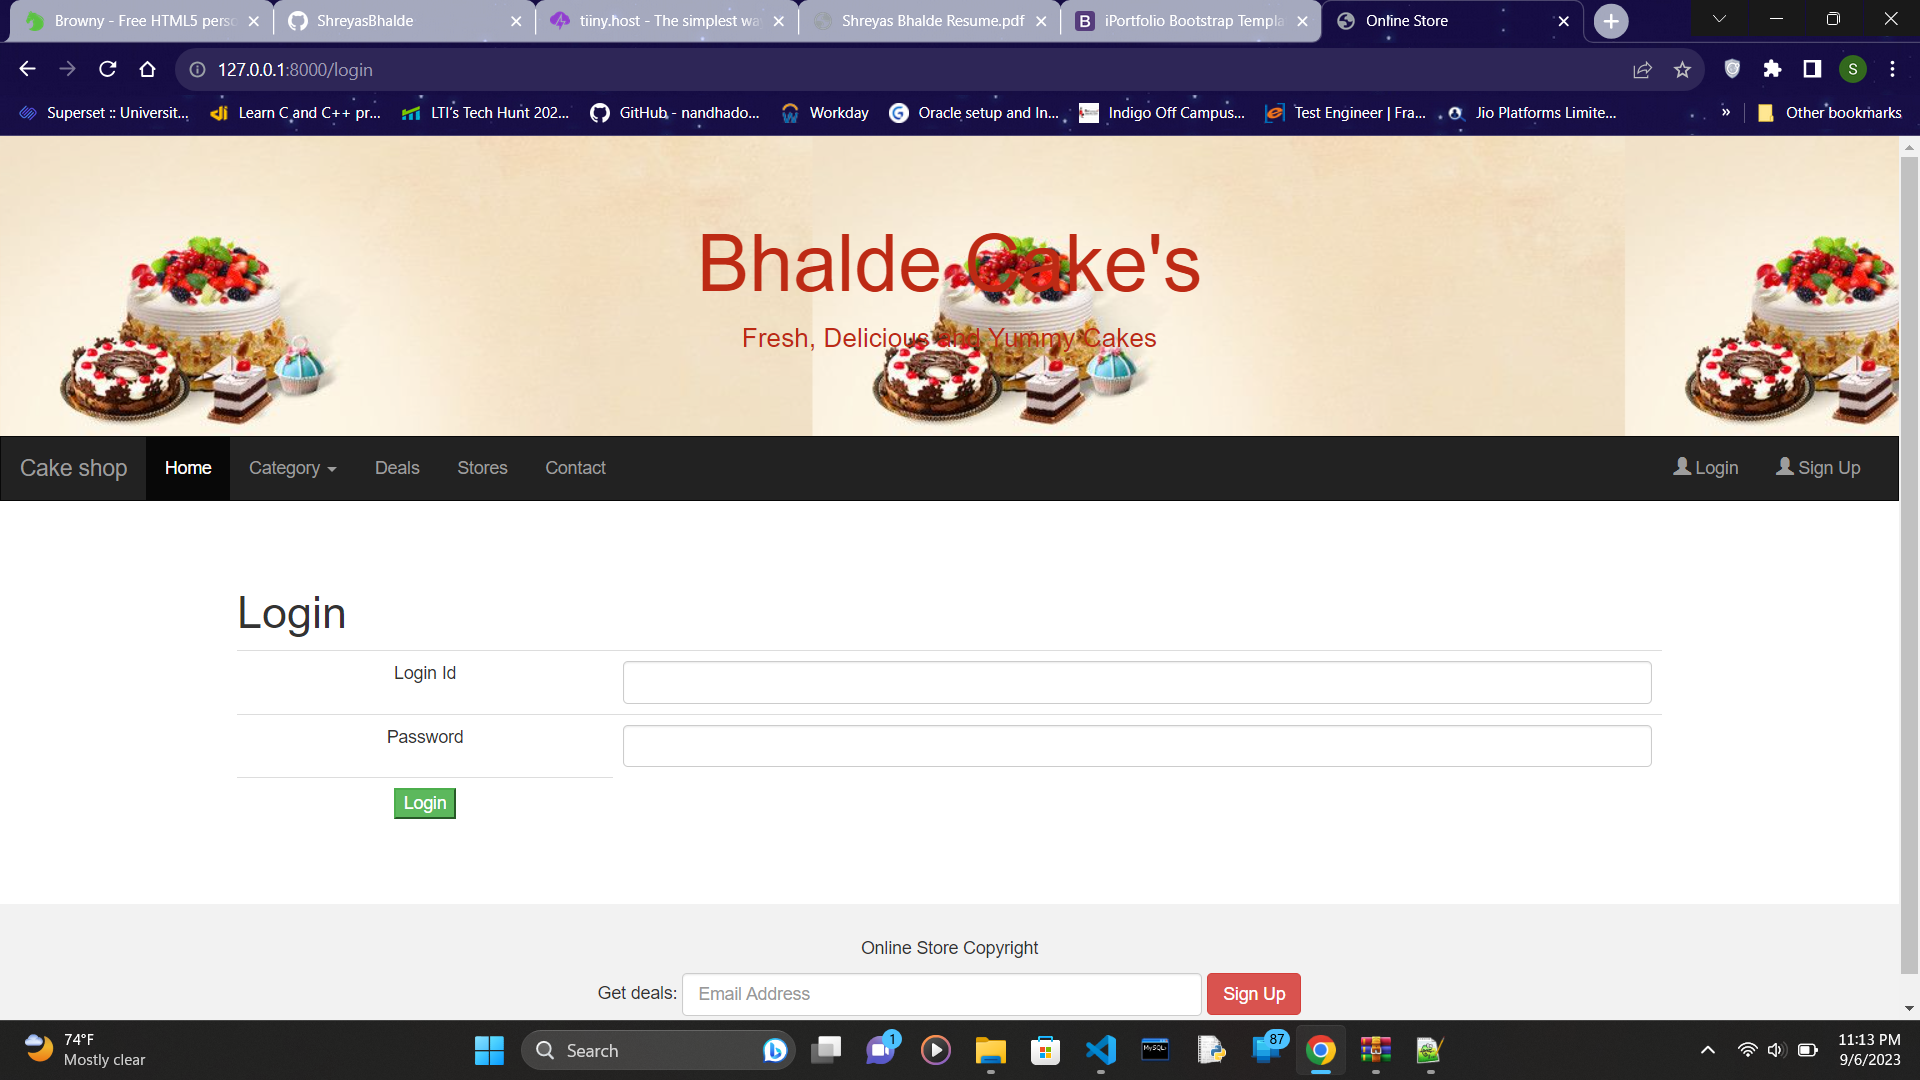 Browny - Free HTML5 perso
ShreyasBhalde
tiiny.host - The simplest wa
Shreyas Bhalde Resume.pdf
iPortfolio Bootstrap Templa
Online Store
127.0.0.1:8000/login
S
Superset :: Universit...
Learn C and C++ pr...
LTI's Tech Hunt 202...
GitHub - nandhado...
Workday
Oracle setup and In...
Indigo Off Campus...
Test Engineer | Fra...
Jio Platforms Limite...
»
Other bookmarks
Bhalde Cake's
Fresh, Delicious and Yummy Cakes
Cake shop
Home
Category
Deals
Stores
Contact
Login
Sign Up
Login
Login Id
Password
Login
Online Store Copyright
Get deals:
Email Address
Sign Up
74°F
Mostly clear
Search
1
MySQL
87
11:13 PM
9/6/2023